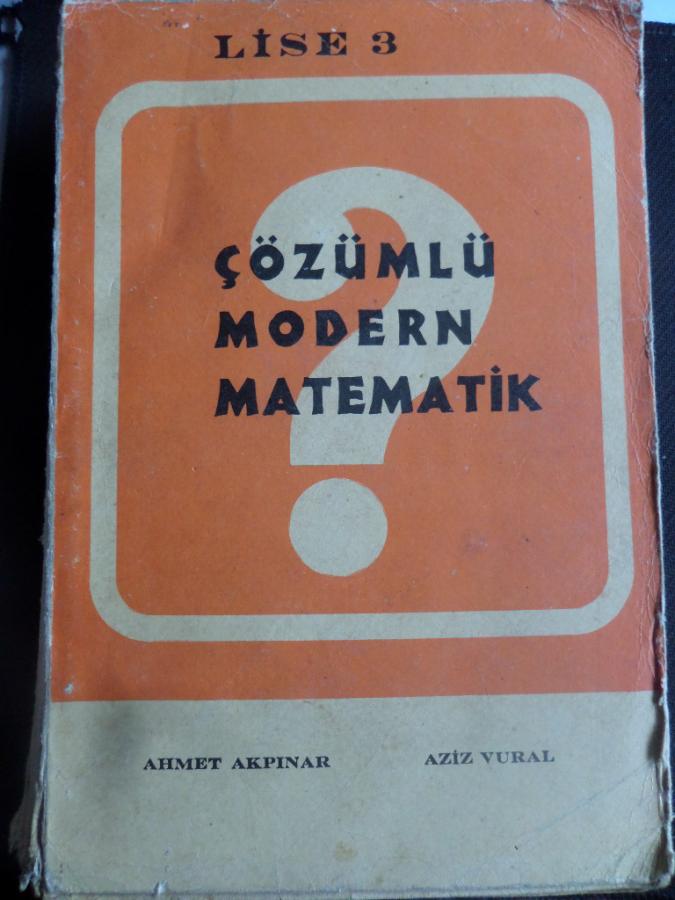 LİSE 3
ÇÖZÜMLÜ
MODERN
MATEMATİK
AHMET AKPINAR AZİZ VURAL